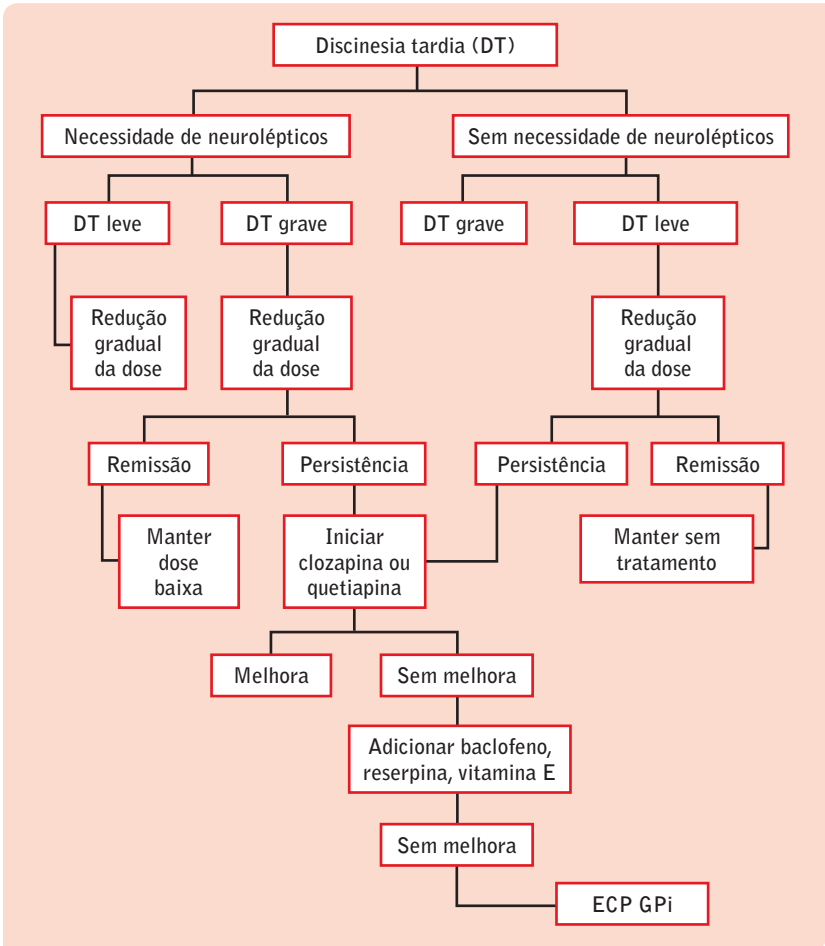 Discinesia tardia (DT)
Necessidade de neurolépticos
Sem necessidade de neurolépticos
DT leve
DT grave
DT grave
DT leve
Redução
gradual
da dose
Redução
gradual
da dose
Redução
gradual
da dose
Remissão
Persistência
Persistência
Remissão
Manter
dose
baixa
Iniciar
clozapina ou
quetiapina
Manter sem
tratamento
Melhora
Sem melhora
Adicionar baclofeno,
reserpina, vitamina E
Sem melhora
ECP GPi